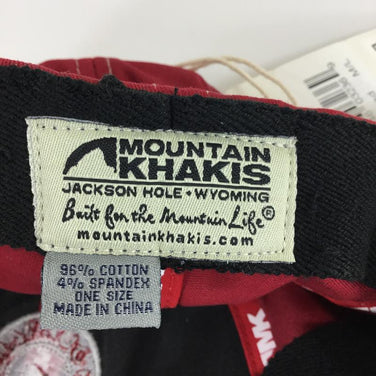 MOUNTAIN
KHAKIS
JACKSON HOLE • WYOMING
Built for the Mountain Life®
mountainkhakis.com
96% COTTON
4% SPANDEX
ONE SIZE
MADE IN CHINA
MK
M/L